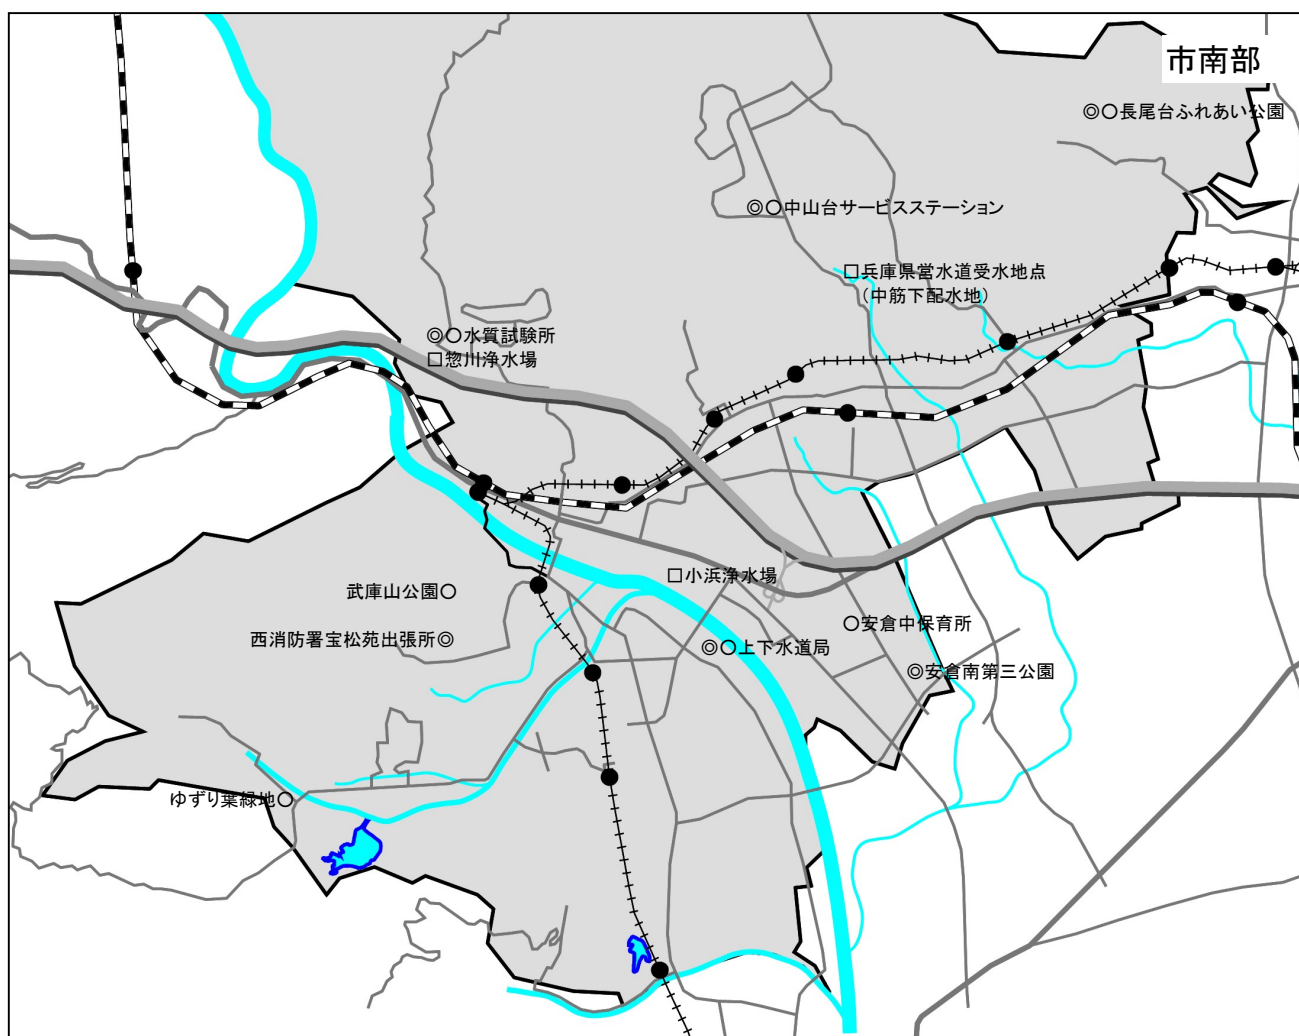 市南部
◎○長尾台ふれあい公園
◎○中山台サービスステーション
□兵庫県営水道受水地点
（中筋下配水地）
◎○水質試験所
□惣川浄水場
□小浜浄水場
武庫山公園○
○安倉中保育所
西消防署宝松苑出張所◎
◎○上下水道局
◎安倉南第三公園
ゆずり葉緑地○